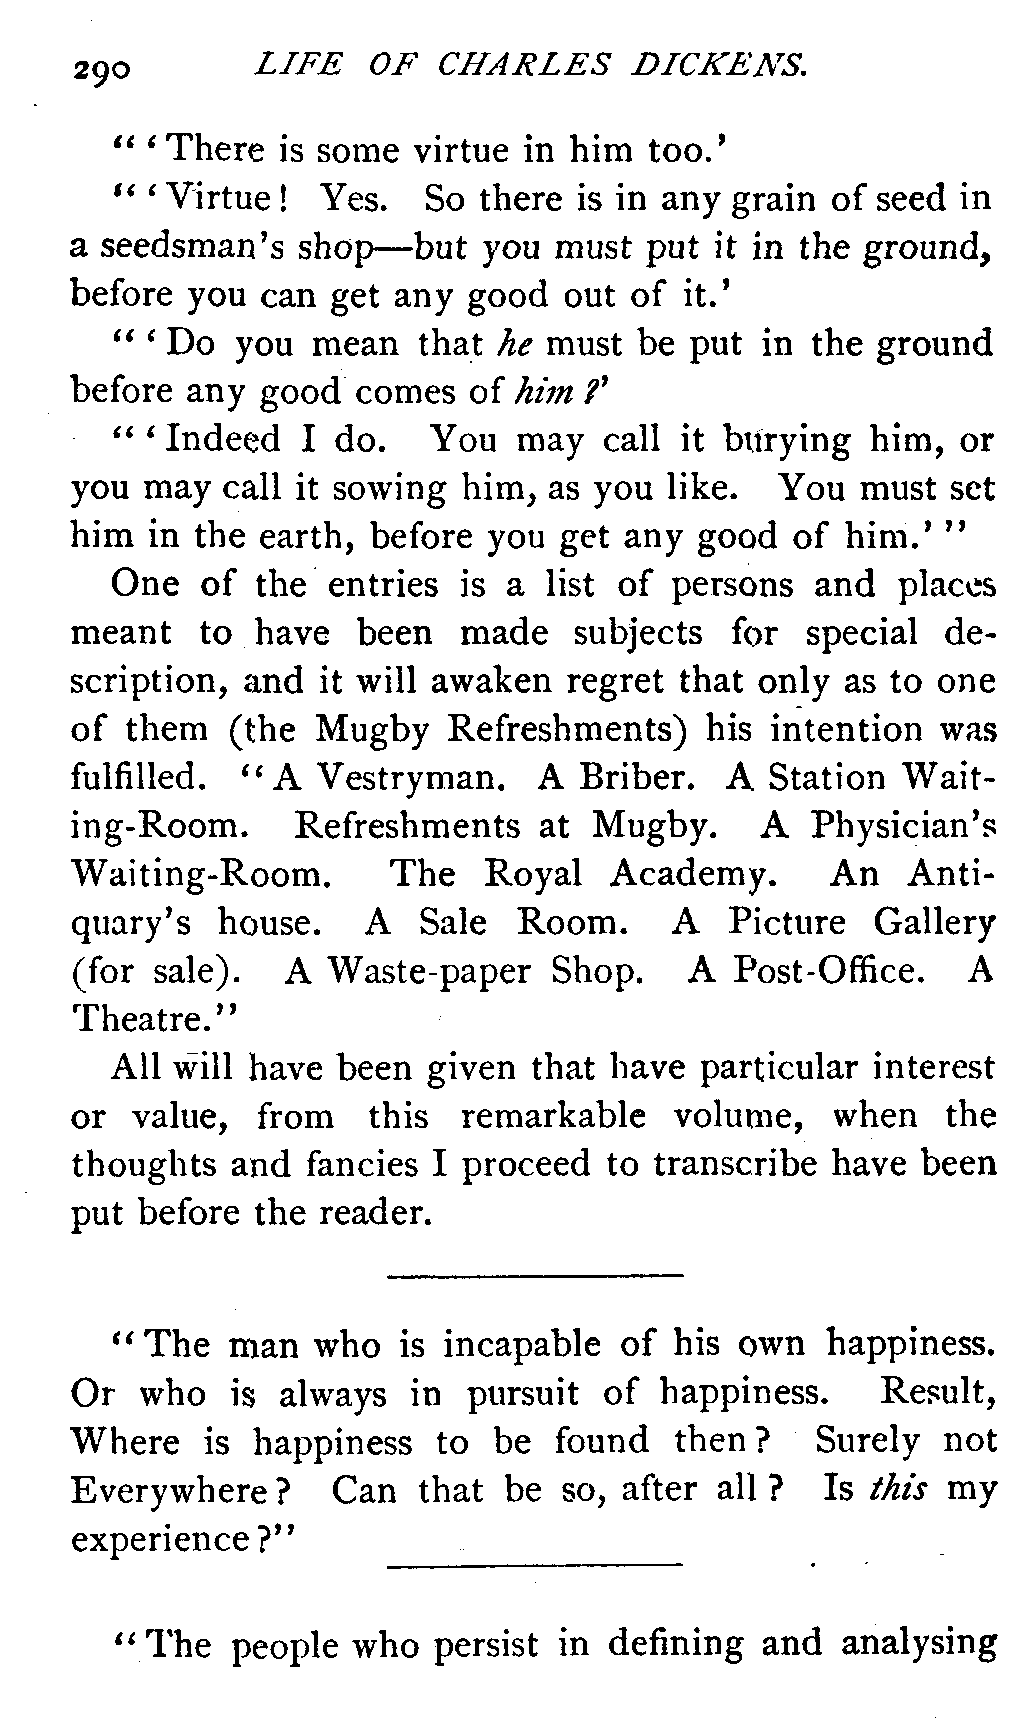 290 LIFE OF CHARLES DICKENS.
“ ‘ There is some virtue in him too.’
“ ‘ Virtue ! Yes. So there is in any grain of seed in
a seedsman’s shop—but you must put it in the ground,
before you can get any good out of it.’
“ ‘ Do you mean that he must be put in the ground
before any good comes of him ?’
“ ‘ Indeed I do. You may call it burying him, or
you may call it sowing him, as you like. You must set
him in the earth, before you get any good of him.’ ”
One of the entries is a list of persons and places
meant to have been made subjects for special de-
scription, and it will awaken regret that only as to one
of them (the Mugby Refreshments) his intention was
fulfilled. “ A Vestryman. A Briber. A Station Wait-
ing-Room. Refreshments at Mugby. A Physician’s
Waiting-Room. The Royal Academy. An Anti-
quary’s house. A Sale Room. A Picture Gallery
(for sale). A Waste-paper Shop. A Post-Office. A
Theatre.”
All will have been given that have particular interest
or value, from this remarkable volume, when the
thoughts and fancies I proceed to transcribe have been
put before the reader.
“ The man who is incapable of his own happiness.
Or who is always in pursuit of happiness. Result,
Where is happiness to be found then ? Surely not
Everywhere ? Can that be so, after all ? Is this my
experience ?”
“ The people who persist in defining and analysing